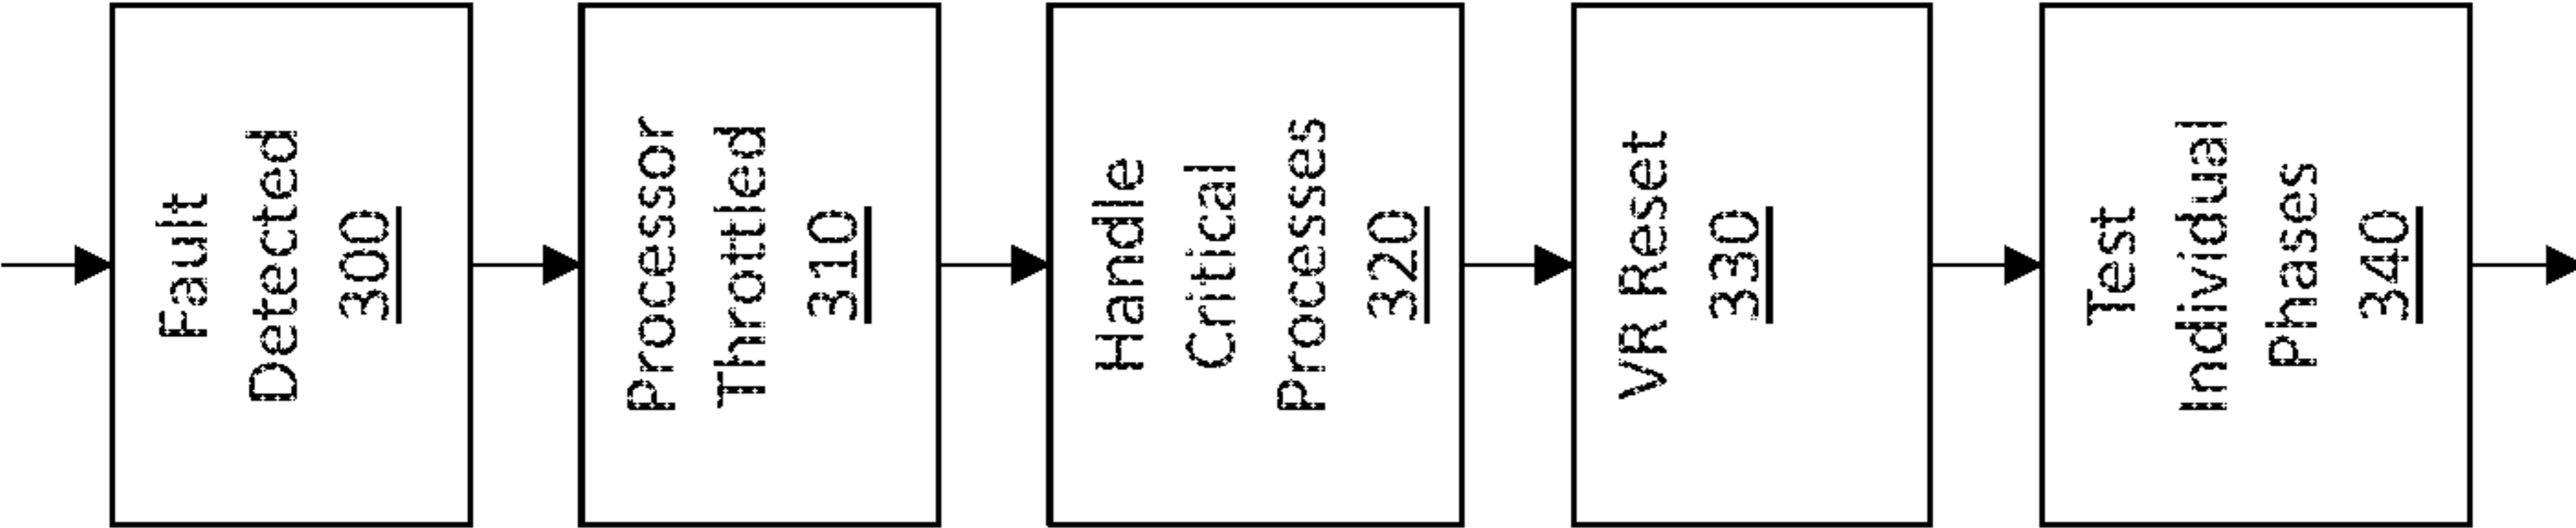 Fault
Detected
300
Processor
Throttled
310
Handle
Critical
Processes
320
VR Reset
330
Test
Individual
Phases
340